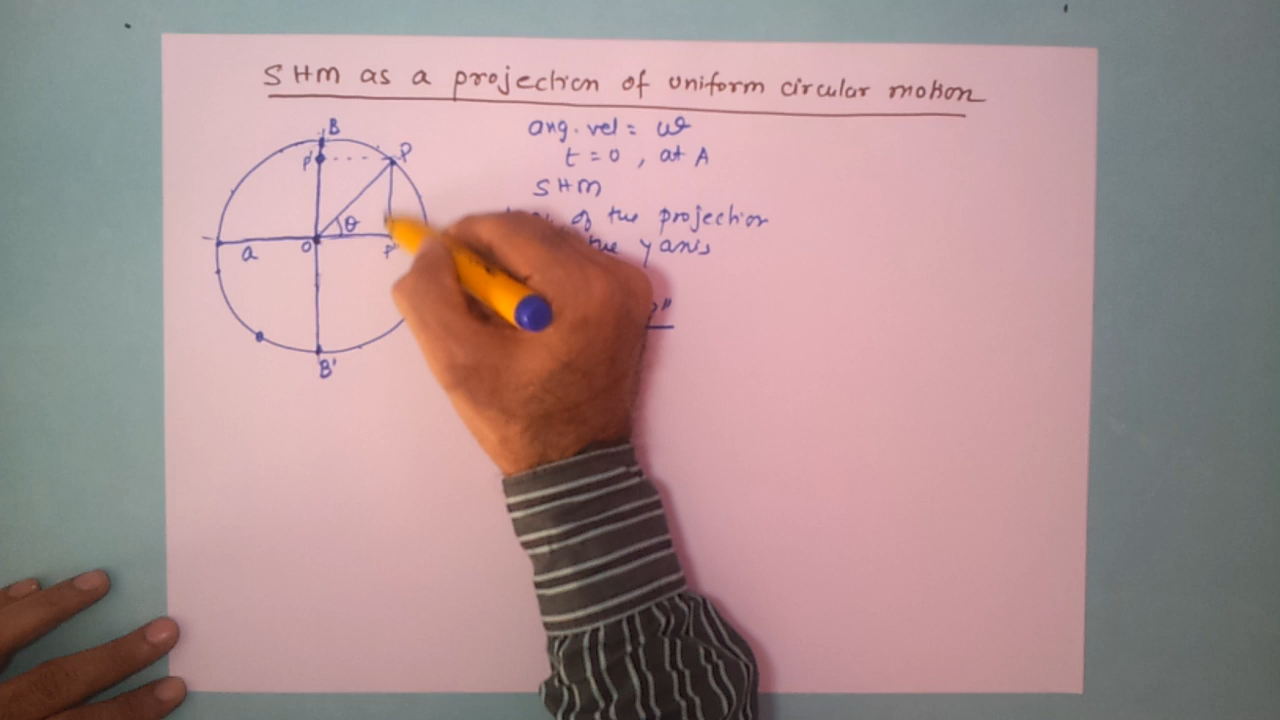 SHM as a projection of uniform circular motion
B
P' P
θ
a O P'
B'
ang. vel = ω
t = 0 , at A
SHM
of the projection
the y axis